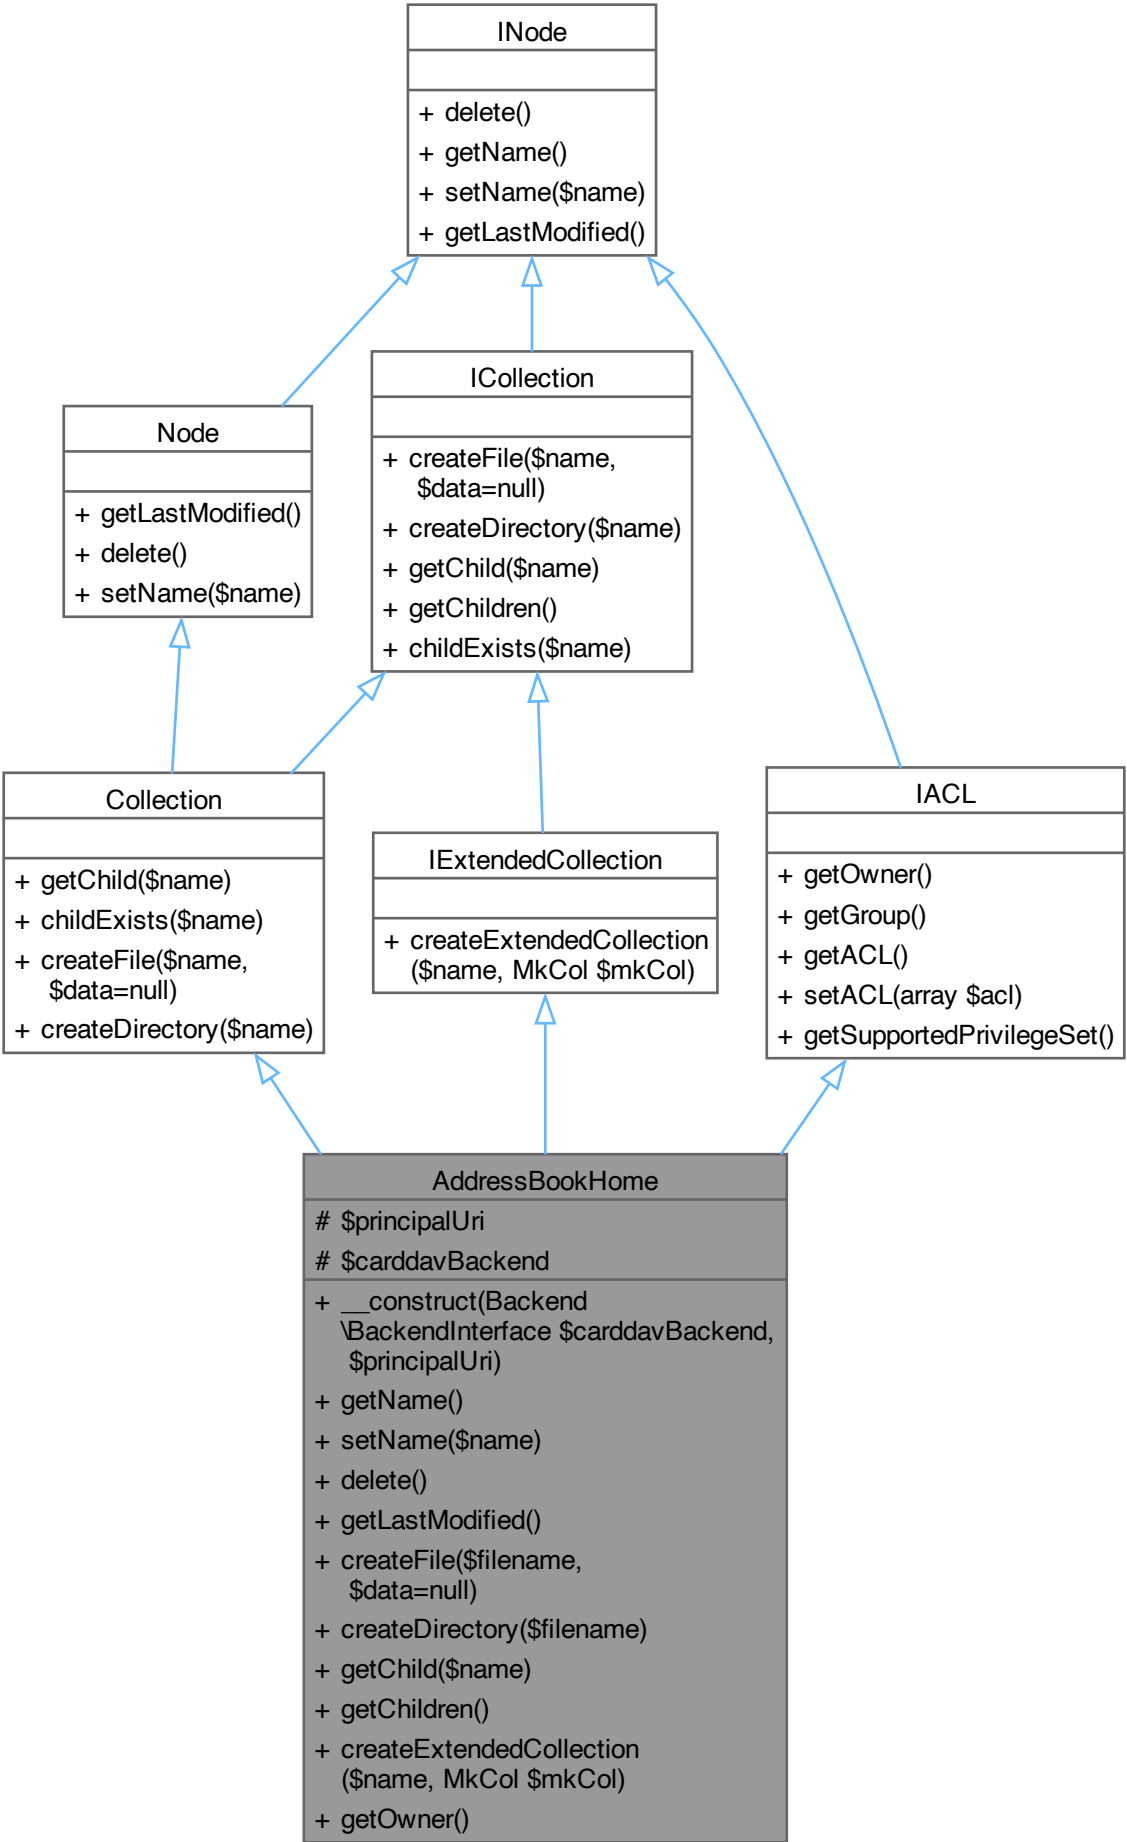 INode
+ delete()
+ getName()
+ setName($name)
+ getLastModified()
ICollection
+ createFile($name,
$data=null)
+ createDirectory($name)
+ getChild($name)
+ getChildren()
+ childExists($name)
Node
+ getLastModified()
+ delete()
+ setName($name)
Collection
+ getChild($name)
+ childExists($name)
+ createFile($name,
$data=null)
+ createDirectory($name)
IExtendedCollection
+ createExtendedCollection
($name, MkCol $mkCol)
IACL
+ getOwner()
+ getGroup()
+ getACL()
+ setACL(array $acl)
+ getSupportedPrivilegeSet()
AddressBookHome
# $principalUri
# $carddavBackend
+ __construct(Backend
\BackendInterface $carddavBackend,
$principalUri)
+ getName()
+ setName($name)
+ delete()
+ getLastModified()
+ createFile($filename,
$data=null)
+ createDirectory($filename)
+ getChild($name)
+ getChildren()
+ createExtendedCollection
($name, MkCol $mkCol)
+ getOwner()